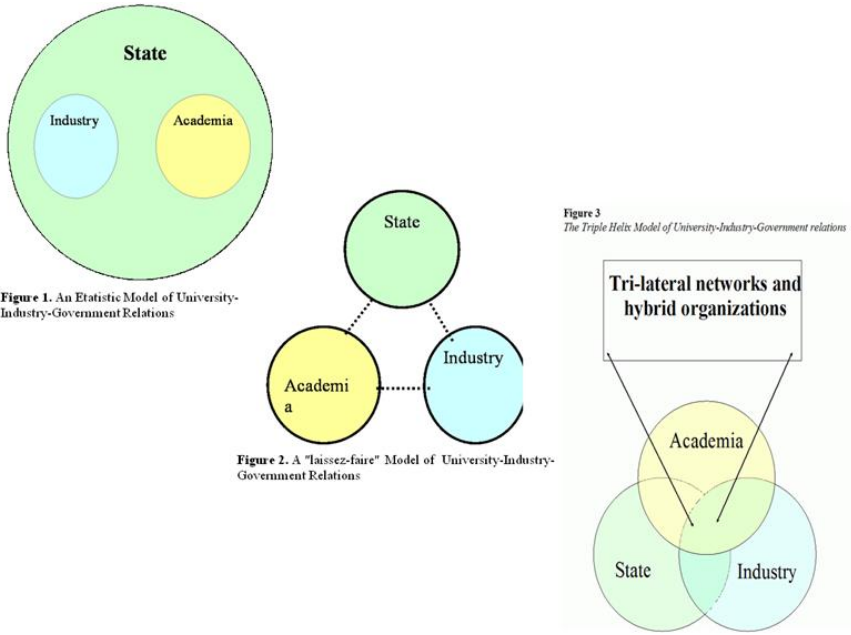 State
Industry
Academia
Figure 1. An Etatistic Model of University-
Industry-Government Relations
State
Academi
a
Industry
Figure 2. A "laissez-faire" Model of University-Industry-
Government Relations
Figure 3
The Triple Helix Model of University-Industry-Government relations
Tri-lateral networks and
hybrid organizations
Academia
State
Industry